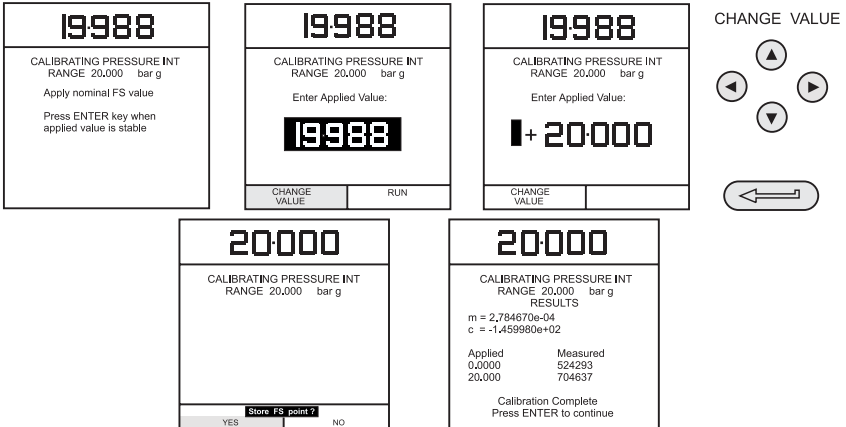 19.988
CALIBRATING PRESSURE INT
RANGE 20.000 bar g
Apply nominal FS value
Press ENTER key when
applied value is stable
19.988
CALIBRATING PRESSURE INT
RANGE 20.000 bar g
Enter Applied Value:
19.988
CHANGE
VALUE
RUN
19.988
CALIBRATING PRESSURE INT
RANGE 20.000 bar g
Enter Applied Value:
+ 20.000
CHANGE
VALUE
CHANGE VALUE
20.000
CALIBRATING PRESSURE INT
RANGE 20.000 bar g
Store FS point ?
YES NO
20.000
CALIBRATING PRESSURE INT
RANGE 20.000 bar g
RESULTS
m = 2.784670e-04
c = -1.459980e+02
Applied Measured
0.0000 524293
20.000 704637
Calibration Complete
Press ENTER to continue